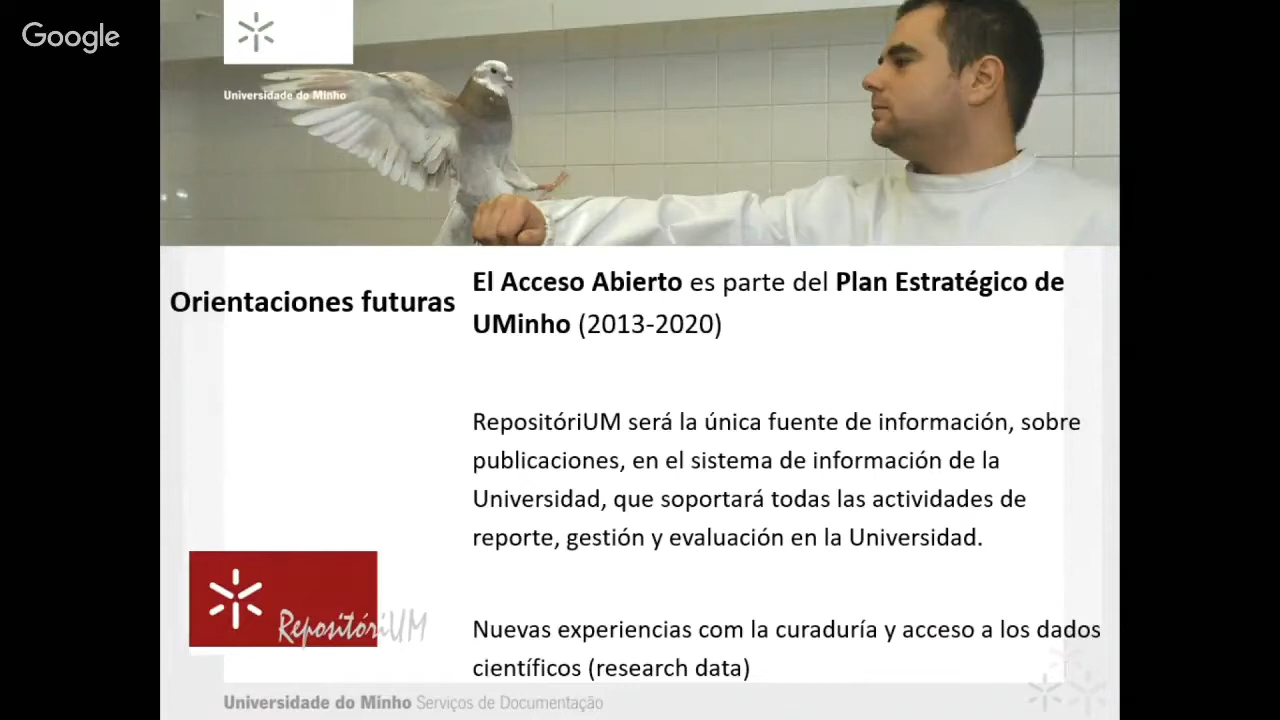 Google
Universidade do Minho
Orientaciones futuras
El Acceso Abierto es parte del Plan Estratégico de
UMinho (2013-2020)
RepositóriUM será la única fuente de información, sobre
publicaciones, en el sistema de información de la
Universidad, que soportará todas las actividades de
reporte, gestión y evaluación en la Universidad.
RepositóriUM
Nuevas experiencias com la curaduría y acceso a los dados
científicos (research data)
Universidade do Minho Serviços de Documentação